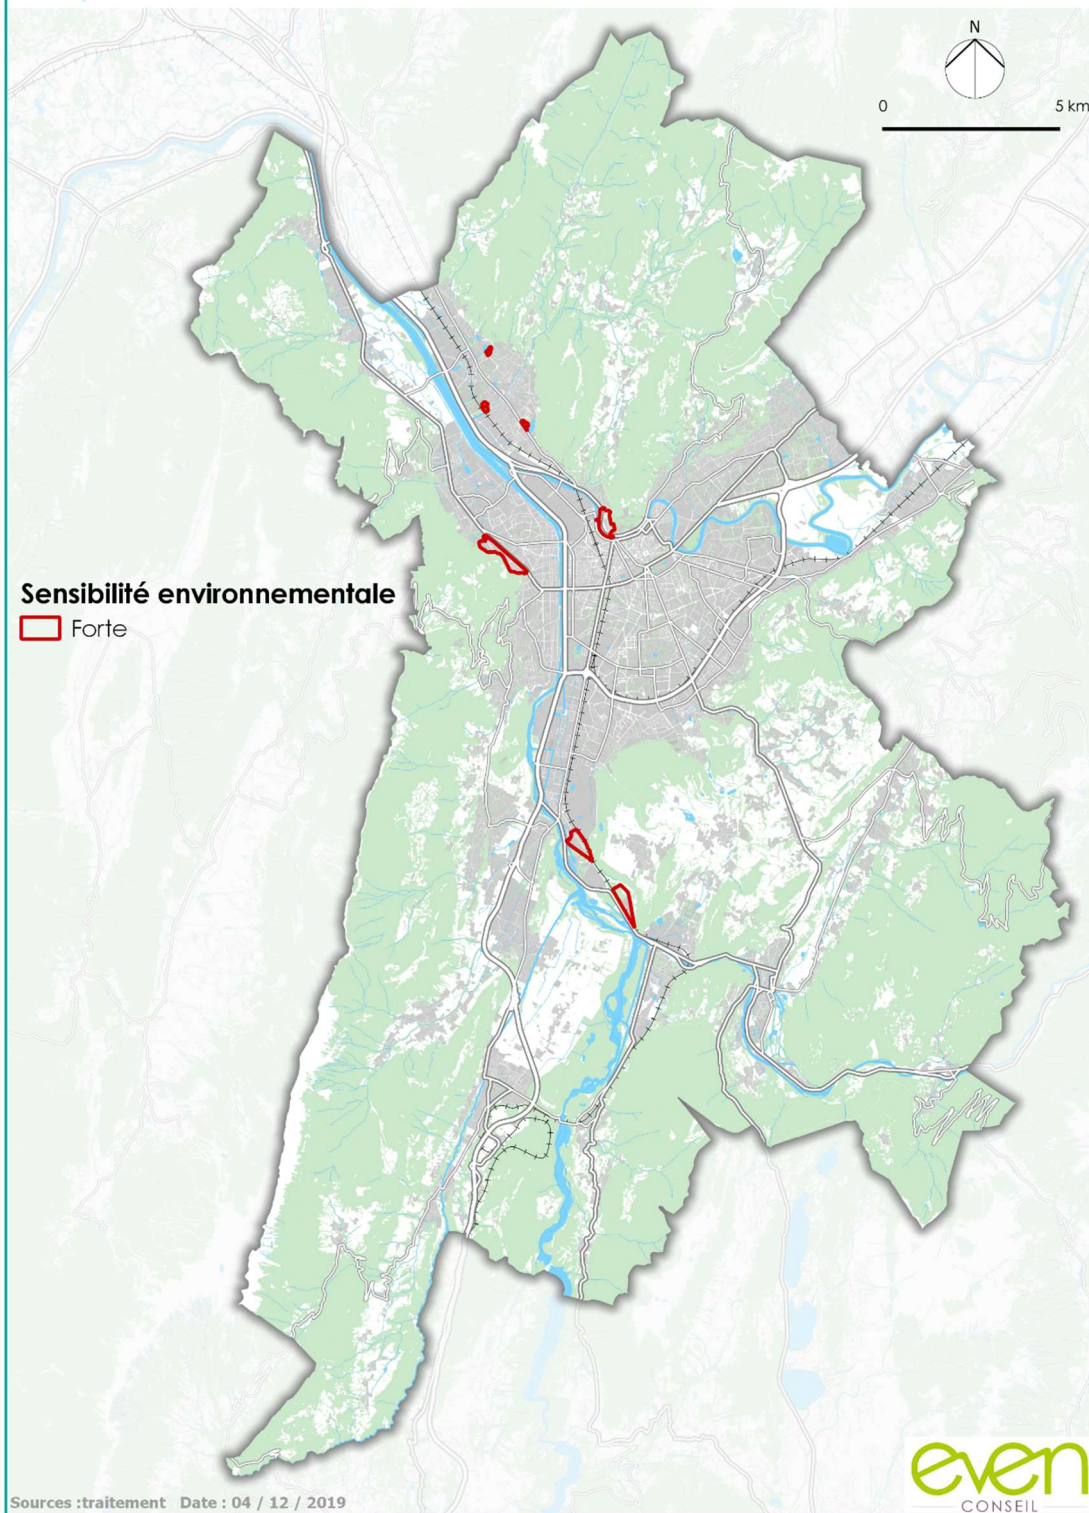 N
0 5 km
Sensibilité environnementale
Forte
Sources :traitement Date : 04 / 12 / 2019
even
CONSEIL